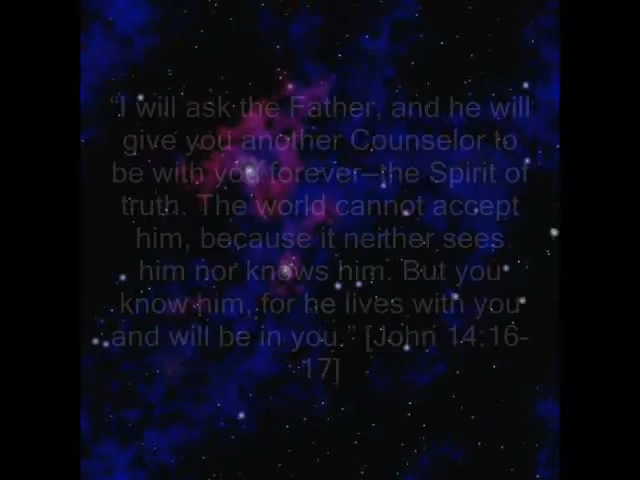 “I will ask the Father, and he will
give you another Counselor to
be with you forever–the Spirit of
truth. The world cannot accept
him, because it neither sees
him nor knows him. But you
know him, for he lives with you
and will be in you.” [John 14:16-
17]